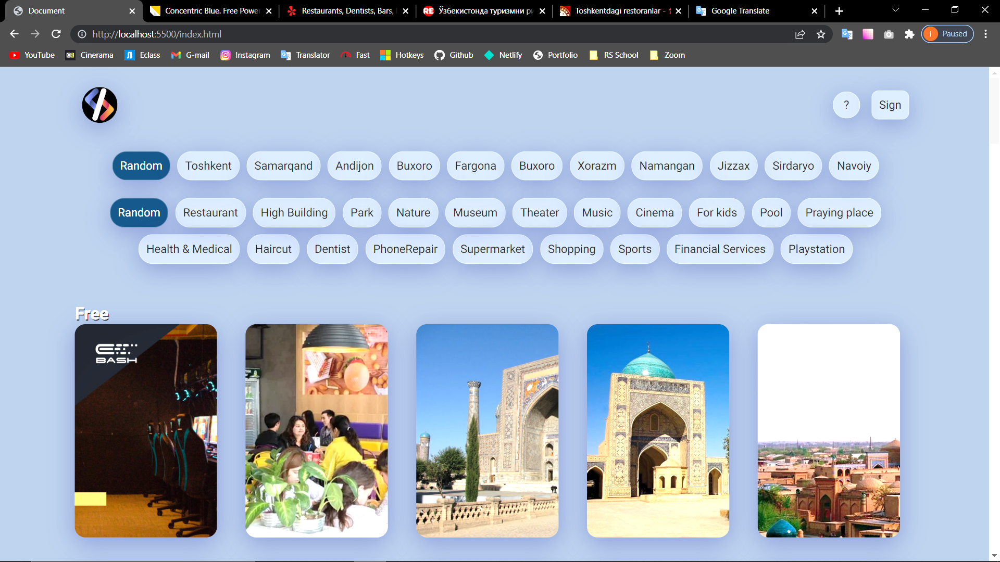 Document
Concentric Blue. Free Power
Restaurants, Dentists, Bars,
Ўзбекистонда туризмни ри
Toshkentdagi restoranlar -
Google Translate
http://localhost:5500/index.html
Paused
YouTube
Cinerama
Eclass
G-mail
Instagram
Translator
Fast
Hotkeys
Github
Netlify
Portfolio
RS School
Zoom
?
Sign
Random
Toshkent
Samarqand
Andijon
Buxoro
Fargona
Buxoro
Xorazm
Namangan
Jizzax
Sirdaryo
Navoiy
Random
Restaurant
High Building
Park
Nature
Museum
Theater
Music
Cinema
For kids
Pool
Praying place
Health & Medical
Haircut
Dentist
PhoneRepair
Supermarket
Shopping
Sports
Financial Services
Playstation
Free
BASH